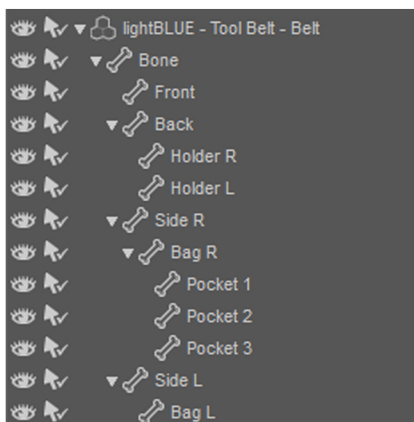 lightBLUE - Tool Belt - Belt
Bone
Front
Back
Holder R
Holder L
Side R
Bag R
Pocket 1
Pocket 2
Pocket 3
Side L
Bag L